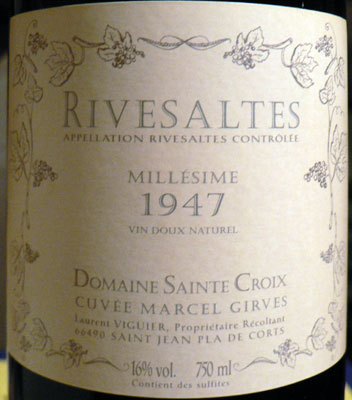 RIVESALTES
APPELLATION RIVESALTES CONTRÔLÉE
MILLÉSIME
1947
VIN DOUX NATUREL
DOMAINE SAINTE CROIX
CUVÉE MARCEL GIRVES
Laurent VIGUIER, Propriétaire Récoltant
66490 SAINT JEAN PLA DE CORTS
16% vol. 750 ml
Contient des sulfites